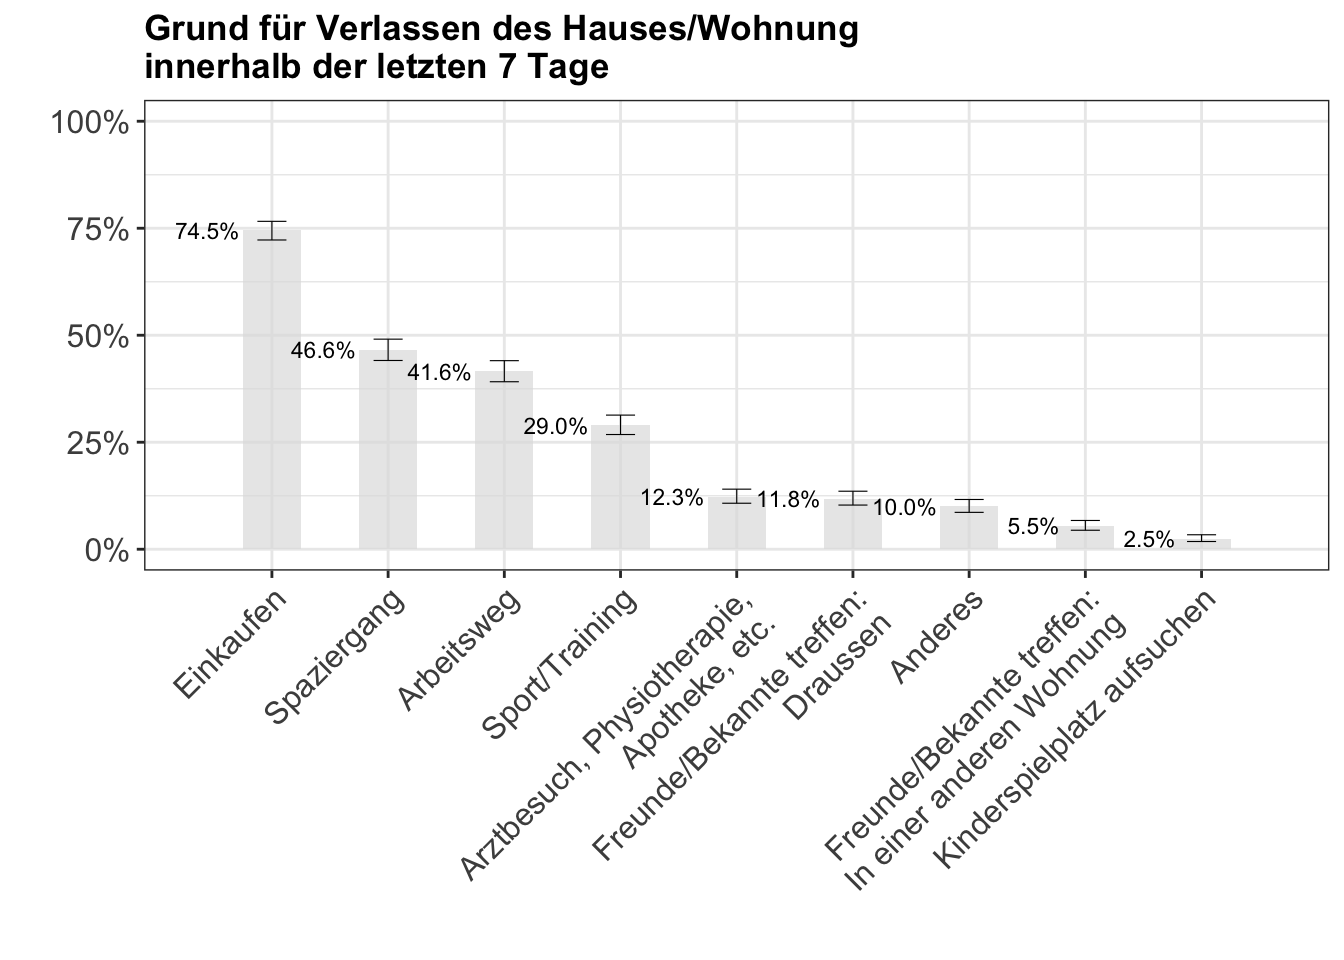 Grund für Verlassen des Hauses/Wohnung
innerhalb der letzten 7 Tage
100%
75%
50%
25%
0%
74.5%
46.6%
41.6%
29.0%
12.3%
11.8%
10.0%
5.5%
2.5%
Einkaufen
Spaziergang
Arbeitsweg
Sport/Training
Arztbesuch, Physiotherapie,
Apotheke, etc.
Freunde/Bekannte treffen:
Draussen
Anderes
Freunde/Bekannte treffen:
In einer anderen Wohnung
Kinderspielplatz aufsuchen